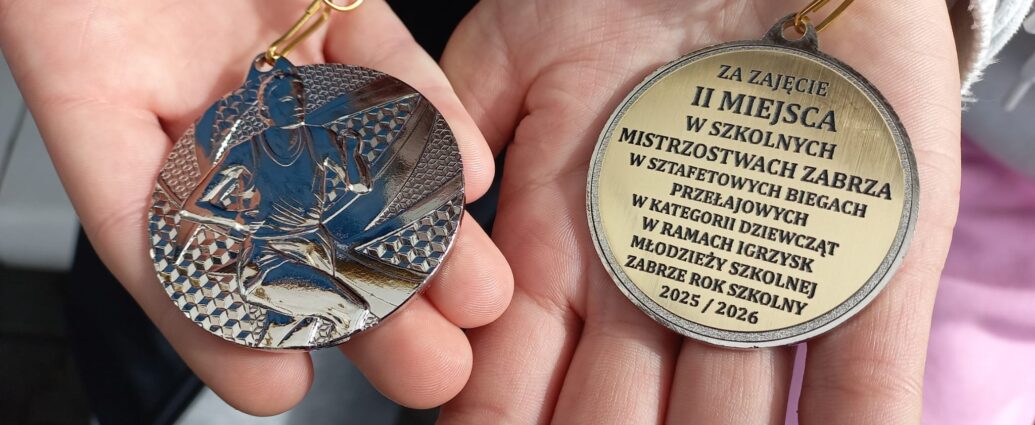 ZA ZAJĘCIE
II MIEJSCA
W SZKOLNYCH
MISTRZOSTWACH ZABRZA
W SZTAFETOWYCH BIEGACH
PRZEŁAJOWYCH
W KATEGORII DZIEWCZĄT
W RAMACH IGRZYSK
MŁODZIEŻY SZKOLNEJ
ZABRZE ROK SZKOLNY
2025 / 2026